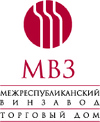 МВЗ
МЕЖРЕСПУБЛИКАНСКИЙ
ВИНЗАВОД
ТОРГОВЫЙ ДОМ